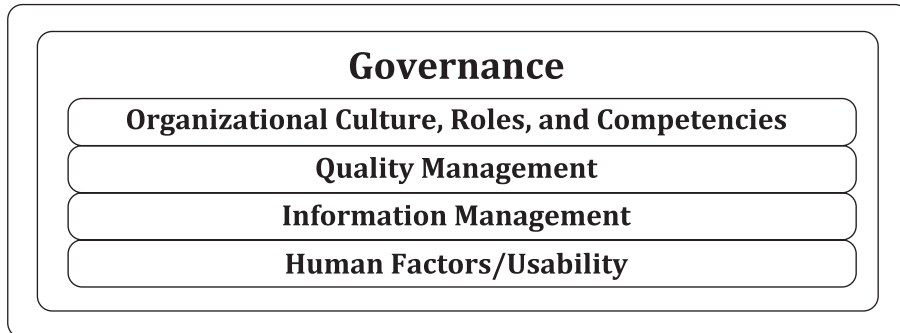 Governance
Organizational Culture, Roles, and Competencies
Quality Management
Information Management
Human Factors/Usability